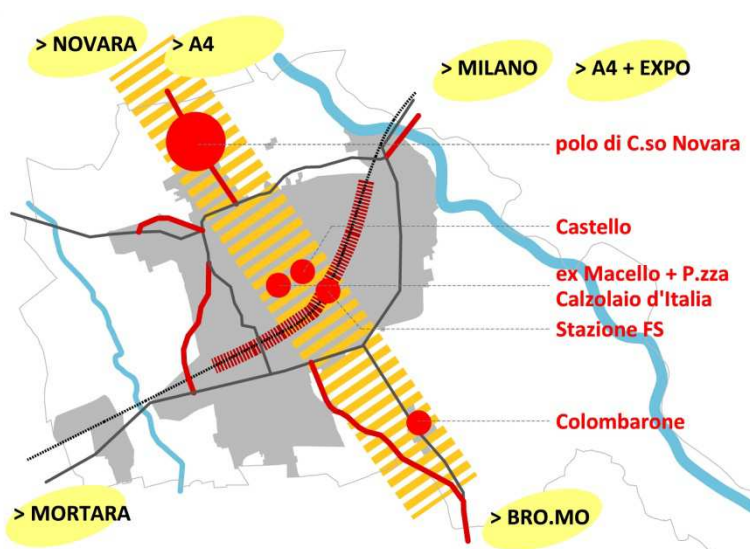 > NOVARA
> A4
> MILANO
> A4 + EXPO
polo di C.so Novara
Castello
ex Macello + P.zza
Calzolaio d'Italia
Stazione FS
Colombarone
> MORTARA
> BRO.MO